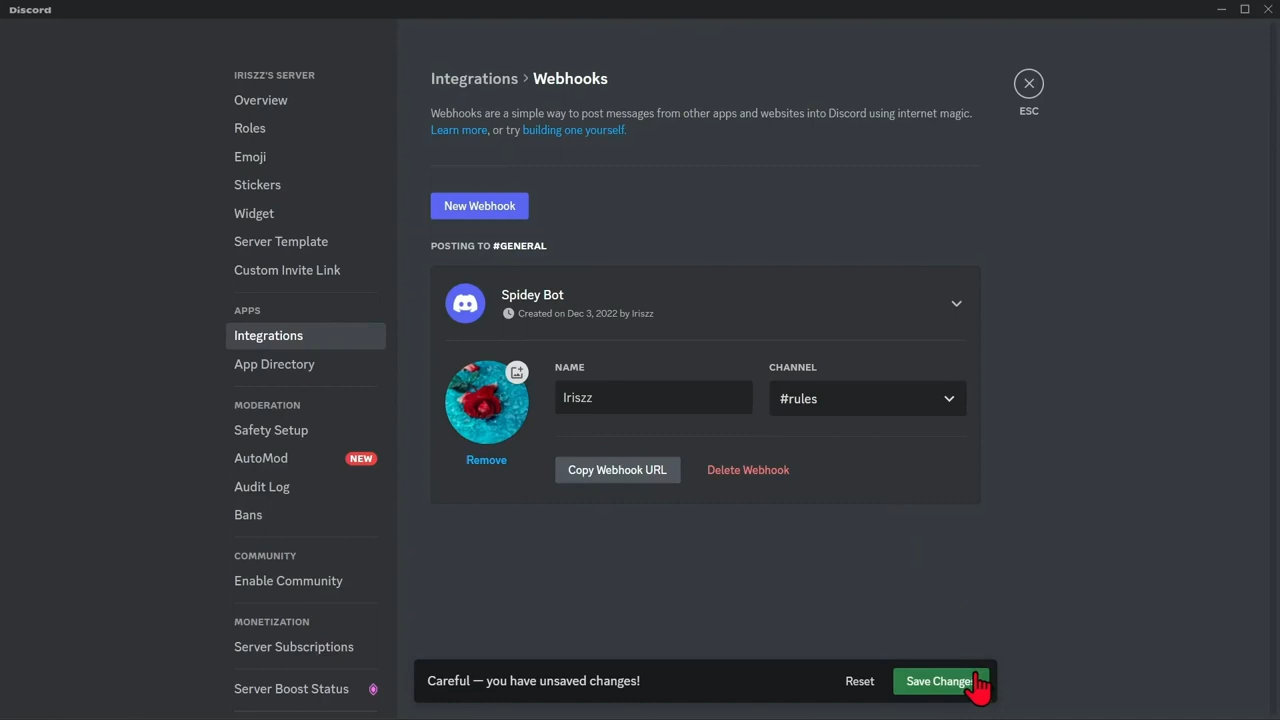 Discord
IRISZZ'S SERVER
Overview
Roles
Emoji
Stickers
Widget
Server Template
Custom Invite Link
APPS
Integrations
App Directory
MODERATION
Safety Setup
AutoMod NEW
Audit Log
Bans
COMMUNITY
Enable Community
MONETIZATION
Server Subscriptions
Server Boost Status
Integrations > Webhooks
ESC
Webhooks are a simple way to post messages from other apps and websites into Discord using internet magic.
Learn more, or try building one yourself.
New Webhook
POSTING TO #GENERAL
Spidey Bot
Created on Dec 3, 2022 by Iriszz
NAME
Iriszz
CHANNEL
#rules
Remove
Copy Webhook URL
Delete Webhook
Careful — you have unsaved changes!
Reset
Save Changes